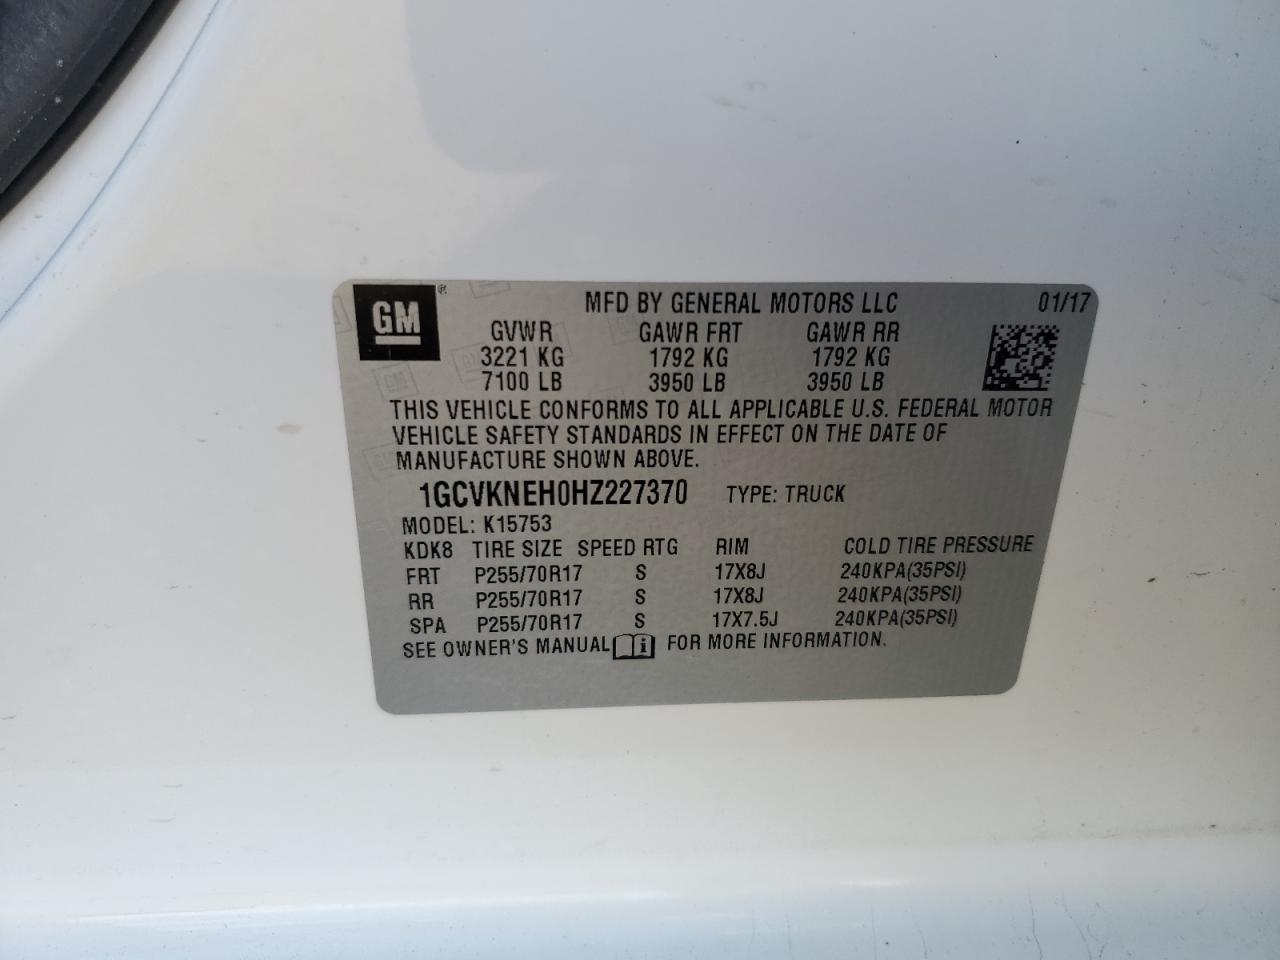 GM ® MFD BY GENERAL MOTORS LLC 01/17
GVWR GAWR FRT GAWR RR
3221 KG 1792 KG 1792 KG
7100 LB 3950 LB 3950 LB
THIS VEHICLE CONFORMS TO ALL APPLICABLE U.S. FEDERAL MOTOR
VEHICLE SAFETY STANDARDS IN EFFECT ON THE DATE OF
MANUFACTURE SHOWN ABOVE.
1GCVKNEH0HZ227370 TYPE: TRUCK
MODEL: K15753
KDK8 TIRE SIZE SPEED RTG RIM COLD TIRE PRESSURE
FRT P255/70R17 S 17X8J 240KPA(35PSI)
RR P255/70R17 S 17X8J 240KPA(35PSI)
SPA P255/70R17 S 17X7.5J 240KPA(35PSI)
SEE OWNER'S MANUAL i FOR MORE INFORMATION.